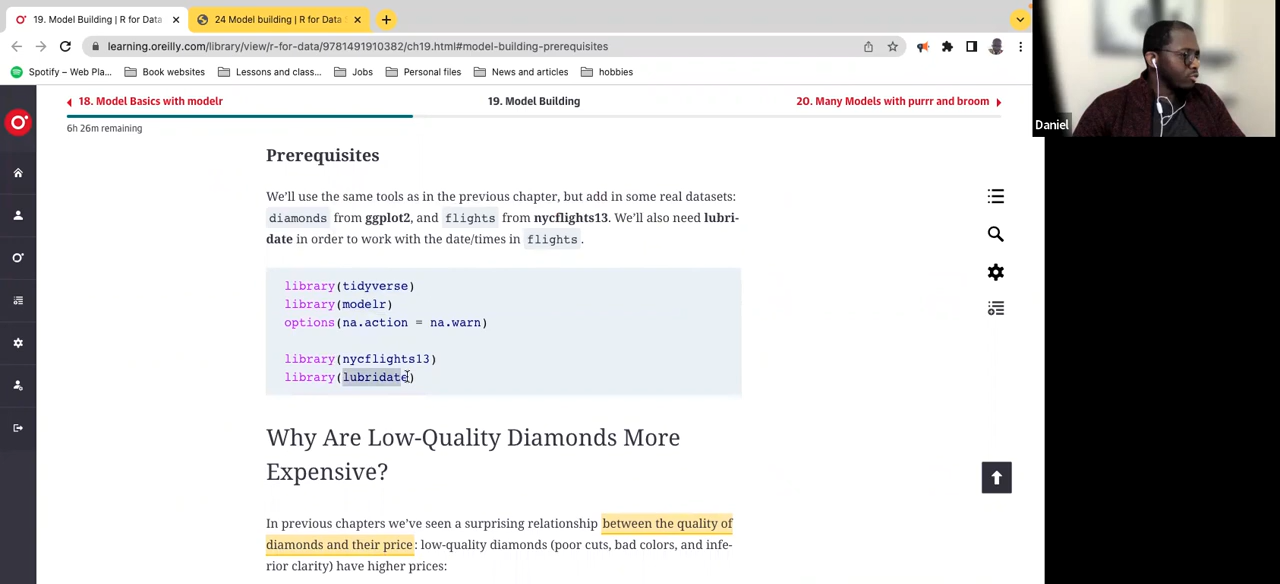 19. Model Building | R for Data
24 Model building | R for Data
learning.oreilly.com/library/view/r-for-data/9781491910382/ch19.html#model-building-prerequisites
Spotify – Web Pla...
Book websites
Lessons and class...
Jobs
Personal files
News and articles
hobbies
18. Model Basics with modelr
19. Model Building
20. Many Models with purrr and broom
6h 26m remaining
Daniel
Prerequisites
We'll use the same tools as in the previous chapter, but add in some real datasets:
diamonds from ggplot2, and flights from nycflights13. We'll also need lubri-
date in order to work with the date/times in flights.
library(tidyverse)
library(modelr)
options(na.action = na.warn)
library(nycflights13)
library(lubridate)
Why Are Low-Quality Diamonds More
Expensive?
In previous chapters we've seen a surprising relationship between the quality of
diamonds and their price: low-quality diamonds (poor cuts, bad colors, and infe-
rior clarity) have higher prices: